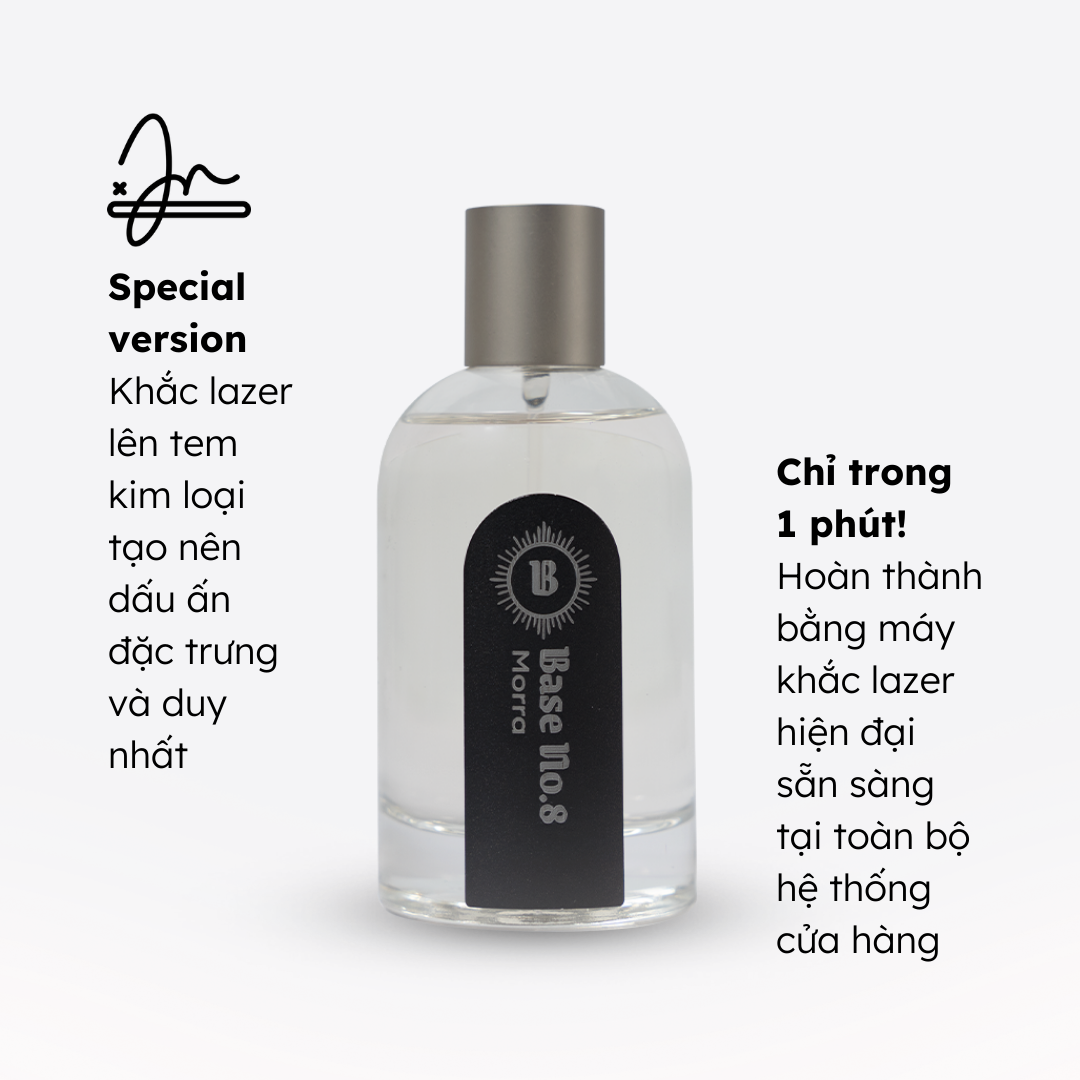 Special
version
Khắc lazer
lên tem
kim loại
tạo nên
dấu ấn
đặc trưng
và duy
nhất
B
Base No.8
Morra
Chỉ trong
1 phút!
Hoàn thành
bằng máy
khắc lazer
hiện đại
sẵn sàng
tại toàn bộ
hệ thống
cửa hàng